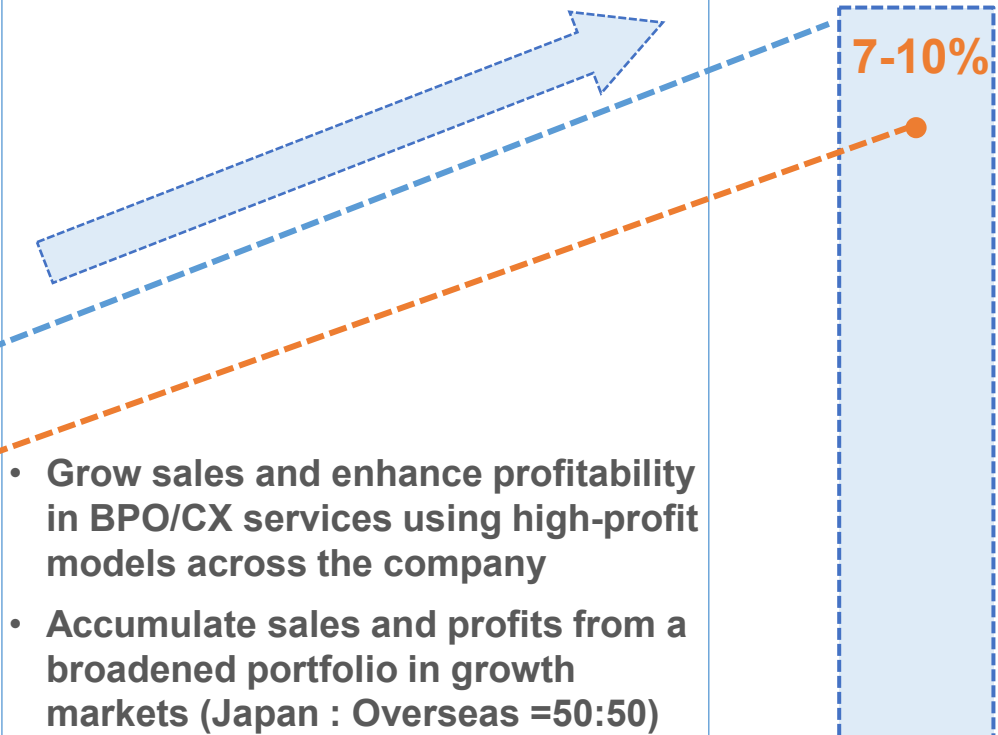 7-10%
• Grow sales and enhance profitability
in BPO/CX services using high-profit
models across the company
• Accumulate sales and profits from a
broadened portfolio in growth
markets (Japan : Overseas =50:50)